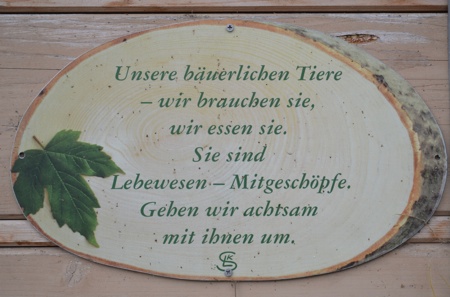 Unsere bäuerlichen Tiere
– wir brauchen sie,
wir essen sie.
Sie sind
Lebewesen – Mitgeschöpfe.
Gehen wir achtsam
mit ihnen um.